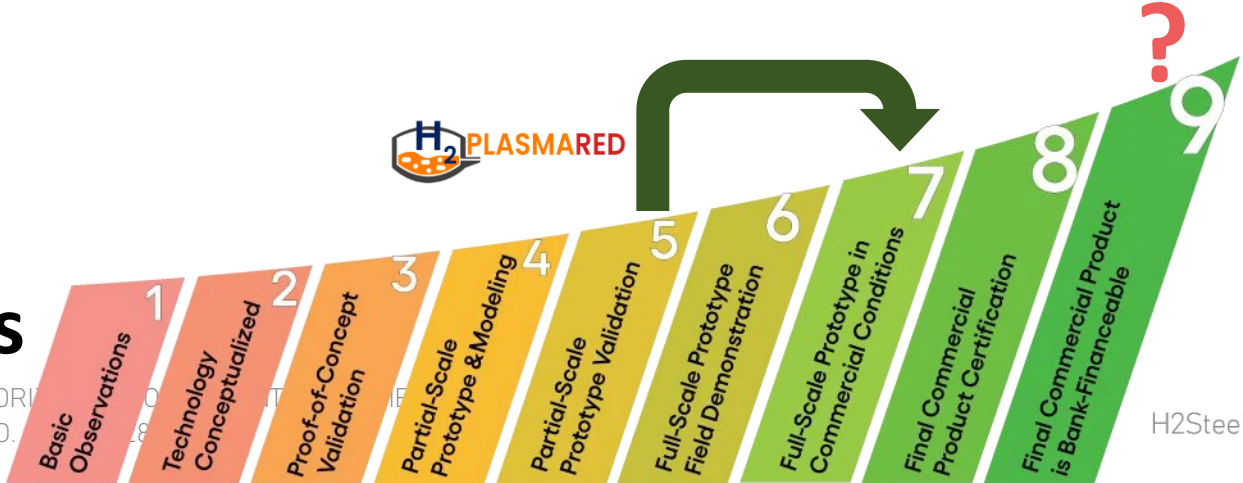 ?
H2PLASMARED
1
Basic
Observations
2
Technology
Conceptualized
3
Proof-of-Concept
Validation
4
Partial-Scale
Prototype & Modeling
5
Partial-Scale
Prototype Validation
6
Full-Scale Prototype
Field Demonstration
7
Full-Scale Prototype in
Commercial Conditions
8
Final Commercial
Product Certification
9
Final Commercial Product
is Bank-Financeable
s
H2Stee